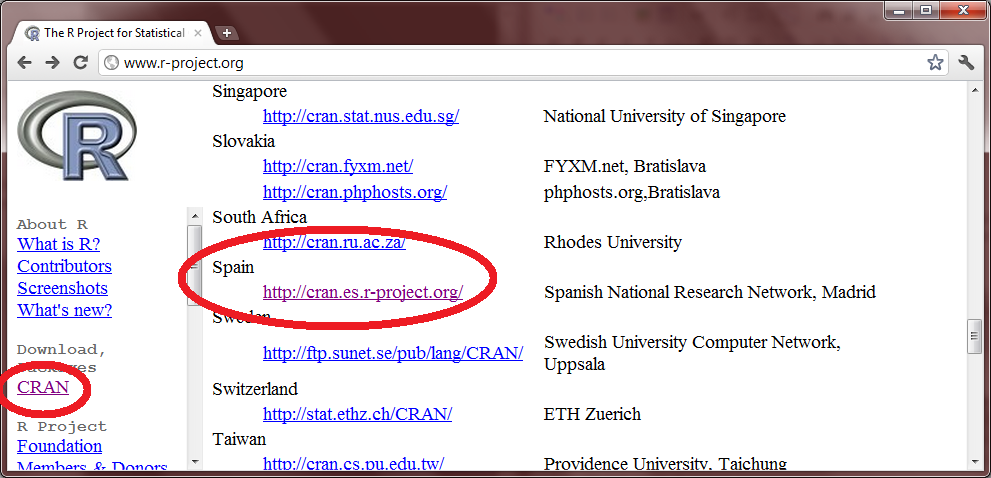 The R Project for Statistical
www.r-project.org
R
About R
What is R?
Contributors
Screenshots
What's new?
Download,
Packages
CRAN
R Project
Foundation
Members & Donors
Singapore
http://cran.stat.nus.edu.sg/ National University of Singapore
Slovakia
http://cran.fyxm.net/ FYXM.net, Bratislava
http://cran.phphosts.org/ phphosts.org,Bratislava
South Africa
http://cran.ru.ac.za/ Rhodes University
Spain
http://cran.es.r-project.org/ Spanish National Research Network, Madrid
Sweden
http://ftp.sunet.se/pub/lang/CRAN/ Swedish University Computer Network,
Uppsala
Switzerland
http://stat.ethz.ch/CRAN/ ETH Zuerich
Taiwan
http://cran.cs.pu.edu.tw/ Providence University, Taichung